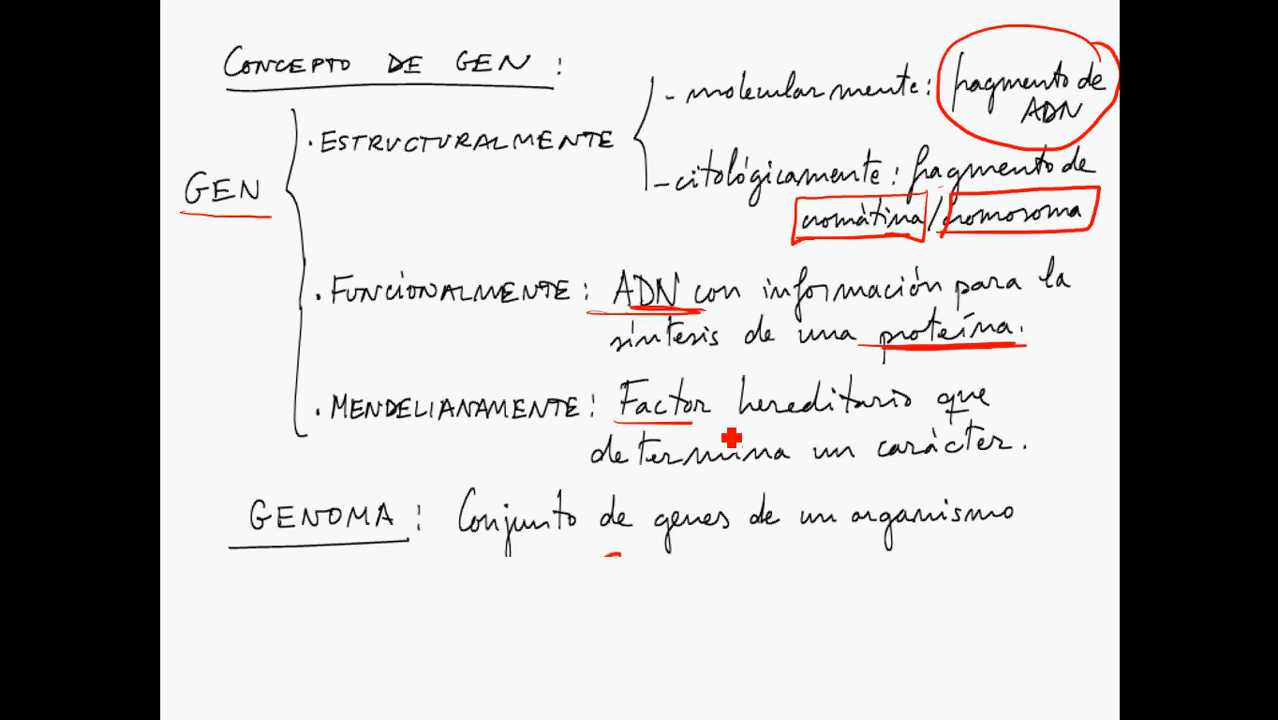 CONCEPTO DE GEN :
GEN
· ESTRUCTURALMENTE
- molecularmente: fragmento de
ADN
- citológicamente: fragmento de
cromàtina/cromosoma
· FUNCIONALMENTE: ADN con información para la
síntesis de una proteína.
· MENDELIANAMENTE: Factor hereditario que
determina un carácter.
GENOMA: Conjunto de genes de un organismo